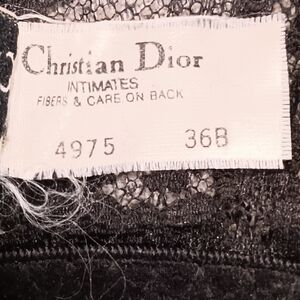 Christian Dior
INTIMATES
FIBERS & CARE ON BACK
4975 36B